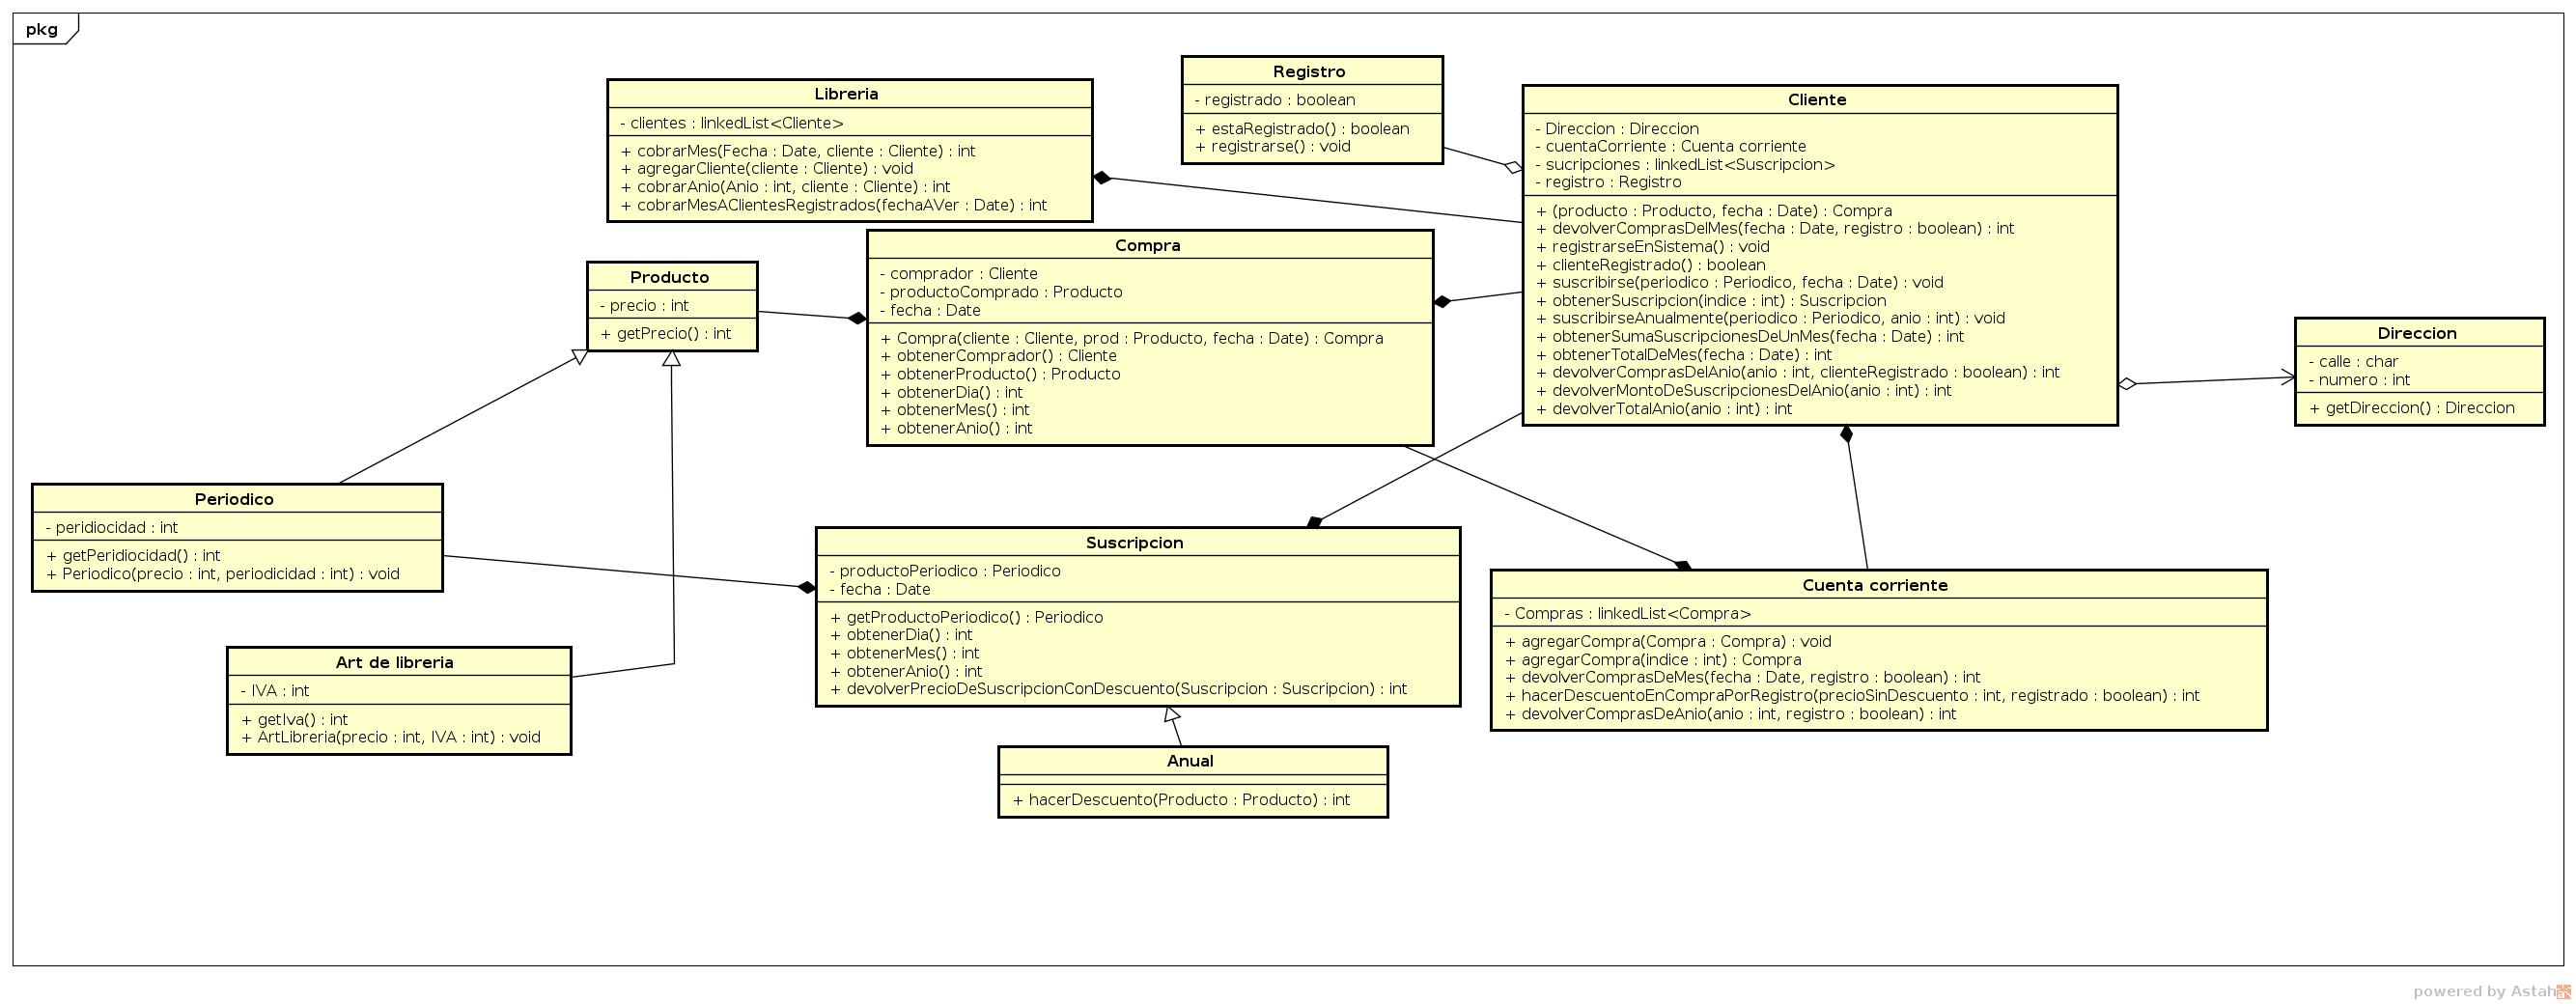 pkg
Libreria
- clientes : linkedList<Cliente>
+ cobrarMes(Fecha : Date, cliente : Cliente) : int
+ agregarCliente(cliente : Cliente) : void
+ cobrarAnio(Anio : int, cliente : Cliente) : int
+ cobrarMesAClientesRegistrados(fechaAVer : Date) : int
Registro
- registrado : boolean
+ estaRegistrado() : boolean
+ registrarse() : void
Cliente
- Direccion : Direccion
- cuentaCorriente : Cuenta corriente
- sucripciones : linkedList<Suscripcion>
- registro : Registro
+ (producto : Producto, fecha : Date) : Compra
+ devolverComprasDelMes(fecha : Date, registro : boolean) : int
+ registrarseEnSistema() : void
+ clienteRegistrado() : boolean
+ suscribirse(periodico : Periodico, fecha : Date) : void
+ obtenerSuscripcion(indice : int) : Suscripcion
+ suscribirseAnualmente(periodico : Periodico, anio : int) : void
+ obtenerSumaSuscripcionesDeUnMes(fecha : Date) : int
+ obtenerTotalDeMes(fecha : Date) : int
+ devolverComprasDelAnio(anio : int, clienteRegistrado : boolean) : int
+ devolverMontoDeSuscripcionesDelAnio(anio : int) : int
+ devolverTotalAnio(anio : int) : int
Compra
- comprador : Cliente
- productoComprado : Producto
- fecha : Date
+ Compra(cliente : Cliente, prod : Producto, fecha : Date) : Compra
+ obtenerComprador() : Cliente
+ obtenerProducto() : Producto
+ obtenerDia() : int
+ obtenerMes() : int
+ obtenerAnio() : int
Producto
- precio : int
+ getPrecio() : int
Direccion
- calle : char
- numero : int
+ getDireccion() : Direccion
Periodico
- peridiocidad : int
+ getPeridiocidad() : int
+ Periodico(precio : int, periodicidad : int) : void
Suscripcion
- productoPeriodico : Periodico
- fecha : Date
+ getProductoPeriodico() : Periodico
+ obtenerDia() : int
+ obtenerMes() : int
+ obtenerAnio() : int
+ devolverPrecioDeSuscripcionConDescuento(Suscripcion : Suscripcion) : int
Cuenta corriente
- Compras : linkedList<Compra>
+ agregarCompra(Compra : Compra) : void
+ agregarCompra(indice : int) : Compra
+ devolverComprasDeMes(fecha : Date, registro : boolean) : int
+ hacerDescuentoEnCompraPorRegistro(precioSinDescuento : int, registrado : boolean) : int
+ devolverComprasDeAnio(anio : int, registro : boolean) : int
Art de libreria
- IVA : int
+ getIva() : int
+ ArtLibreria(precio : int, IVA : int) : void
Anual
+ hacerDescuento(Producto : Producto) : int
powered by Astah